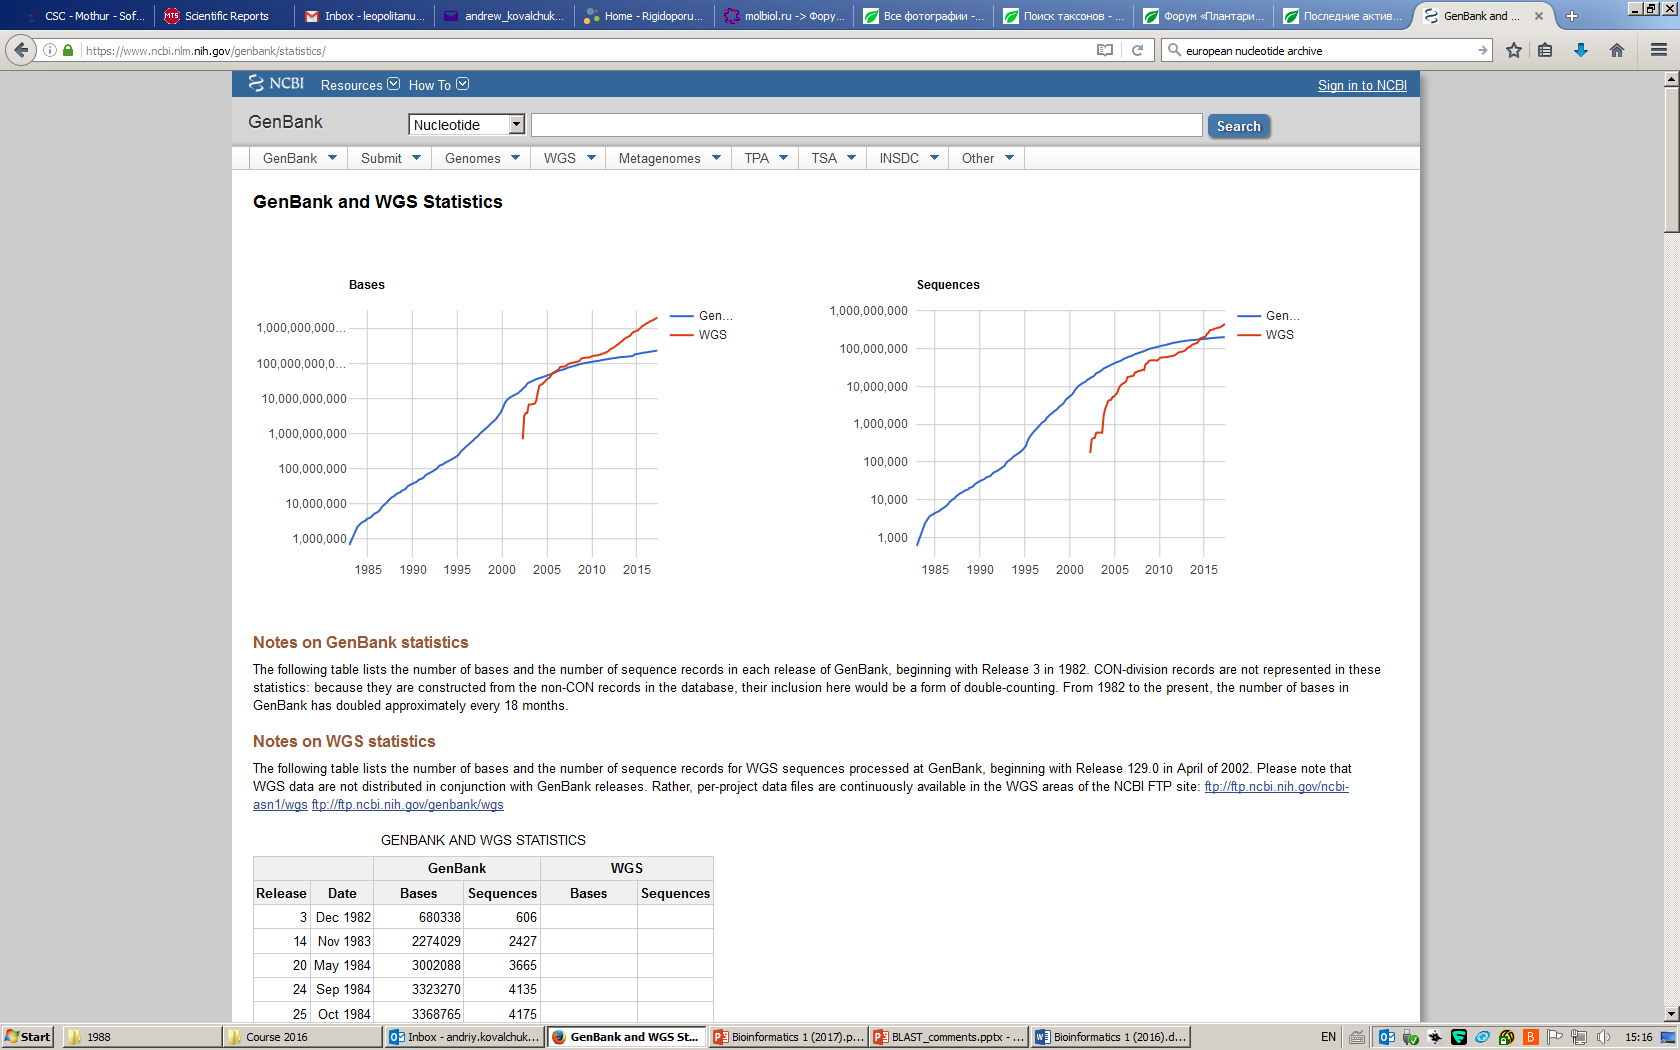 CSC - Mothur - Sof...
Scientific Reports
Inbox - leopolitanu...
andrew_kovalchuk...
Home - Rigidoporu...
molbiol.ru -> Фору...
Все фотографии -...
Поиск таксонов - ...
Форум «Плантари...
Последние актив...
GenBank and ...
https://www.ncbi.nlm.nih.gov/genbank/statistics/
european nucleotide archive
NCBI
Resources
How To
Sign in to NCBI
GenBank
Nucleotide
Search
GenBank
Submit
Genomes
WGS
Metagenomes
TPA
TSA
INSDC
Other
GenBank and WGS Statistics
Bases
1,000,000,000...
100,000,000,0...
10,000,000,000
1,000,000,000
100,000,000
10,000,000
1,000,000
1985 1990 1995 2000 2005 2010 2015
Gen...
WGS
Sequences
1,000,000,000
100,000,000
10,000,000
1,000,000
100,000
10,000
1,000
1985 1990 1995 2000 2005 2010 2015
Gen...
WGS
Notes on GenBank statistics
The following table lists the number of bases and the number of sequence records in each release of GenBank, beginning with Release 3 in 1982. CON-division records are not represented in these
statistics: because they are constructed from the non-CON records in the database, their inclusion here would be a form of double-counting. From 1982 to the present, the number of bases in
GenBank has doubled approximately every 18 months.
Notes on WGS statistics
The following table lists the number of bases and the number of sequence records for WGS sequences processed at GenBank, beginning with Release 129.0 in April of 2002. Please note that
WGS data are not distributed in conjunction with GenBank releases. Rather, per-project data files are continuously available in the WGS areas of the NCBI FTP site: ftp://ftp.ncbi.nih.gov/ncbi-
asn1/wgs ftp://ftp.ncbi.nih.gov/genbank/wgs
GENBANK AND WGS STATISTICS
GenBank WGS
Release Date Bases Sequences Bases Sequences
3 Dec 1982 680338 606
14 Nov 1983 2274029 2427
20 May 1984 3002088 3665
24 Sep 1984 3323270 4135
25 Oct 1984 3368765 4175
Start
1988
Course 2016
Inbox - andriy.kovalchuk...
GenBank and WGS St...
Bioinformatics 1 (2017).p...
BLAST_comments.pptx - ...
Bioinformatics 1 (2016).d...
EN
15:16